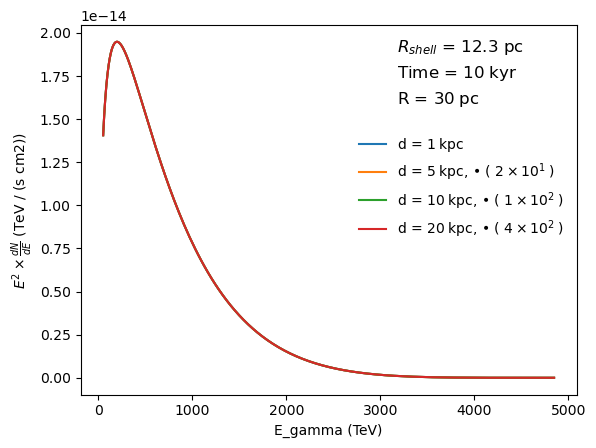 1e−14
2.00
1.75
1.50
1.25
1.00
0.75
0.50
0.25
0.00
E² × dN/dE (TeV / (s cm2))
R_shell = 12.3 pc
Time = 10 kyr
R = 30 pc
d = 1 kpc
d = 5 kpc, • ( 2 × 10¹ )
d = 10 kpc, • ( 1 × 10² )
d = 20 kpc, • ( 4 × 10² )
0 1000 2000 3000 4000 5000
E_gamma (TeV)